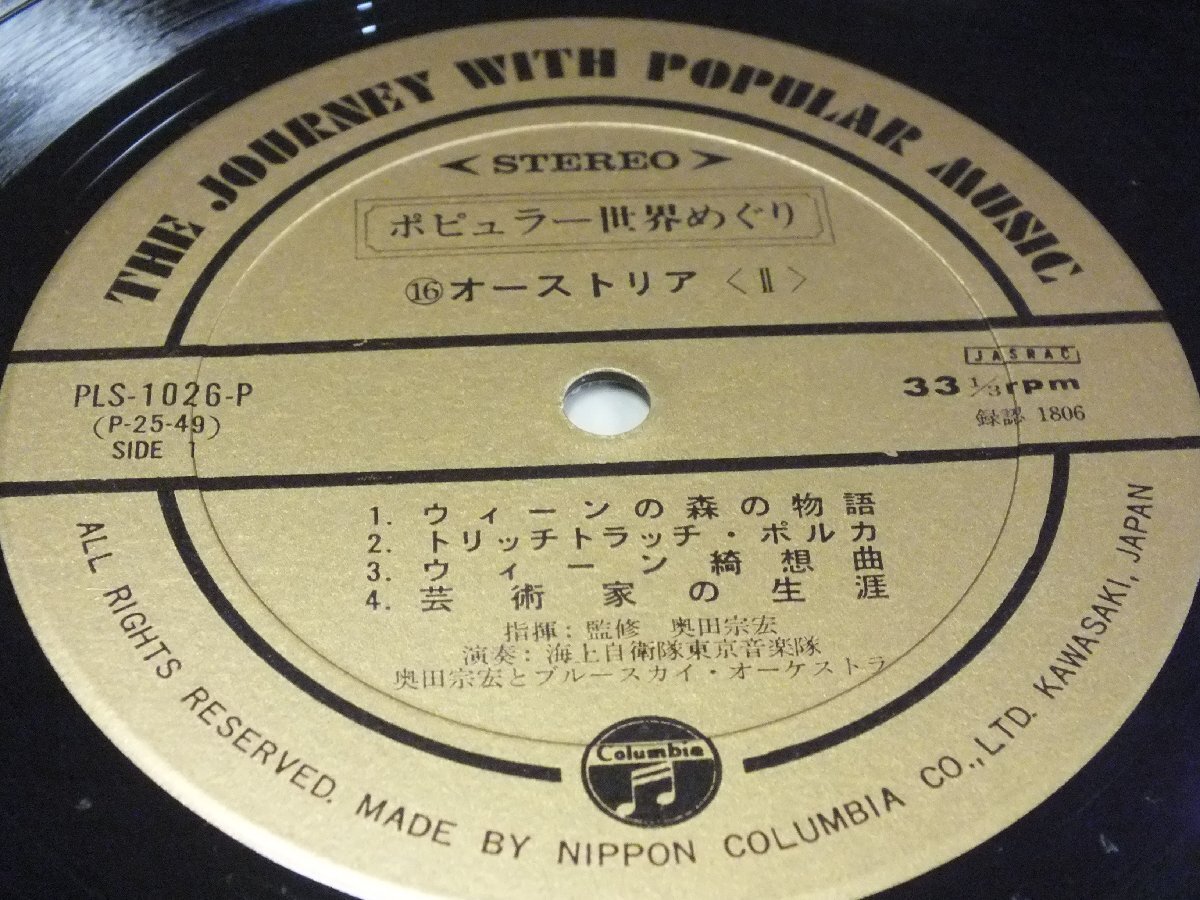 THE JOURNEY WITH POPULAR MUSIC
< STEREO >
ポピュラー世界めぐり
⑯オーストリア〈Ⅱ〉
PLS-1026-P
(P-25-49)
SIDE 1
JASRAC
33 1/3 rpm
録認 1806
1. ウィーンの森の物語
2. トリッチトラッチ・ポルカ
3. ウィーン綺想曲
4. 芸術家の生涯
指揮:監修 奥田宗宏
演奏:海上自衛隊東京音楽隊
奥田宗宏とブルースカイ・オーケストラ
Columbia
ALL RIGHTS RESERVED. MADE BY NIPPON COLUMBIA CO., LTD. KAWASAKI, JAPAN